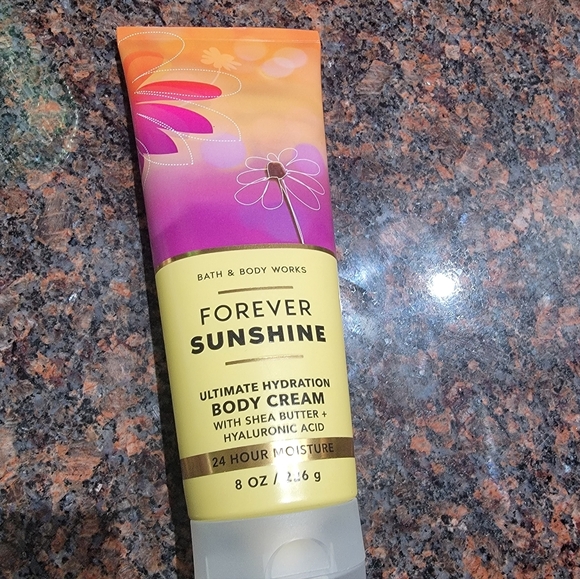 BATH & BODY WORKS
FOREVER
SUNSHINE
ULTIMATE HYDRATION
BODY CREAM
WITH SHEA BUTTER +
HYALURONIC ACID
24 HOUR MOISTURE
8 OZ / 226 g